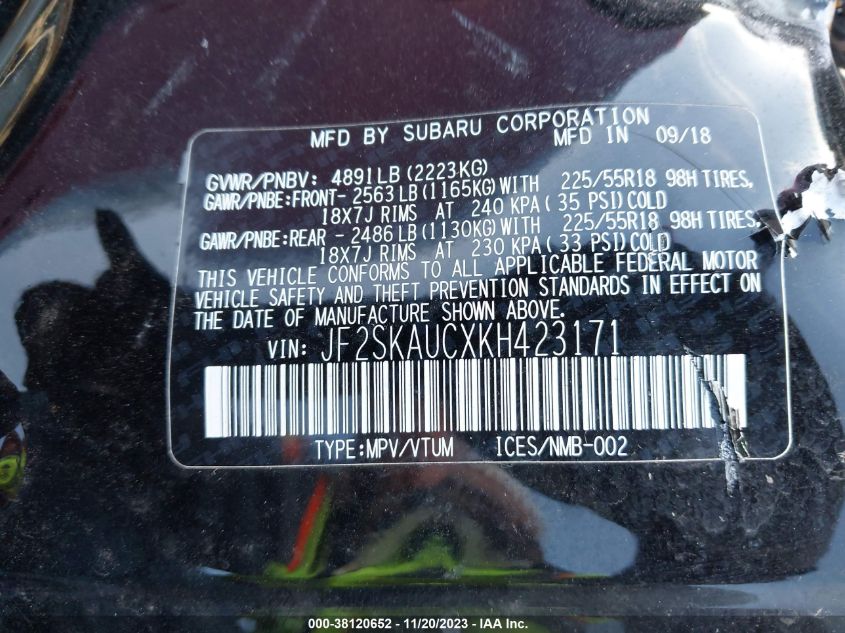 MFD BY SUBARU CORPORATION
MFD IN 09/18
GVWR/PNBV: 4891LB(2223KG)
GAWR/PNBE:FRONT- 2563LB(1165KG)WITH 225/55R18 98H TIRES,
18X7J RIMS AT 240 KPA( 35 PSI)COLD
GAWR/PNBE:REAR - 2486LB(1130KG)WITH 225/55R18 98H TIRES,
18X7J RIMS AT 230 KPA( 33 PSI)COLD
THIS VEHICLE CONFORMS TO ALL APPLICABLE FEDERAL MOTOR
VEHICLE SAFETY AND THEFT PREVENTION STANDARDS IN EFFECT ON
THE DATE OF MANUFACTURE SHOWN ABOVE.
VIN: JF2SKAUCXKH423171
TYPE:MPV/VTUM ICES/NMB-002
000-38120652 - 11/20/2023 - © IAA, Inc.